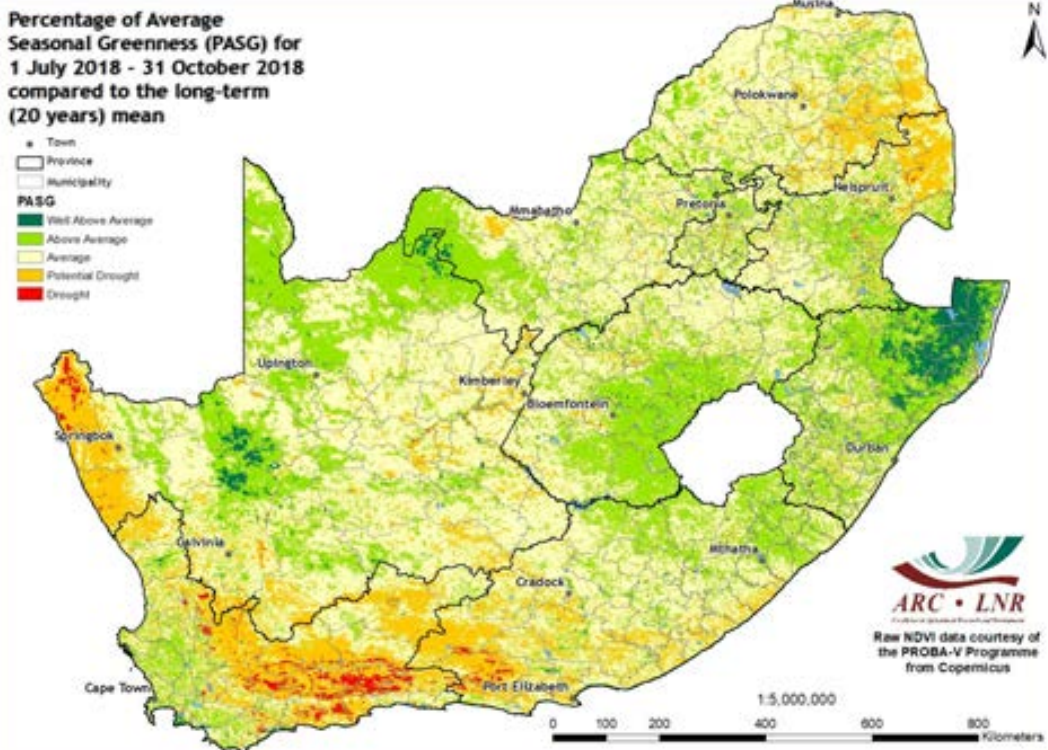 Percentage of Average
Seasonal Greenness (PASG) for
1 July 2018 - 31 October 2018
compared to the long-term
(20 years) mean
Town
Province
Municipality
PASG
Well Above Average
Above Average
Average
Potential Drought
Drought
N
Musina
Polokwane
Nelspruit
Pretoria
Mmabatho
Upington
Kimberley
Bloemfontein
Springbok
Durban
Calvinia
Mthatha
Cradock
Cape Town
Port Elizabeth
ARC • LNR
Raw NDVI data courtesy of
the PROBA-V Programme
from Copernicus
1:5,000,000
0 100 200 400 600 800
Kilometers